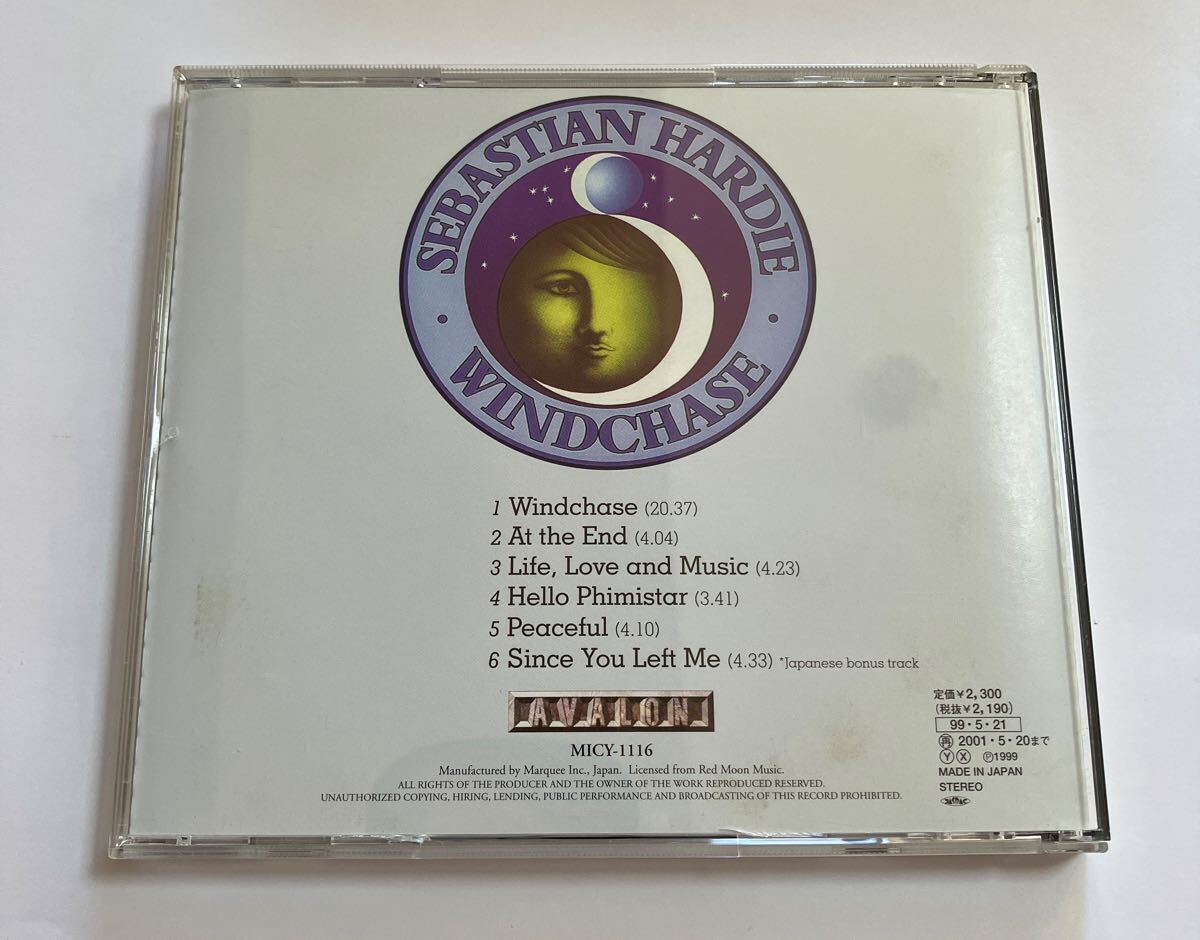 SEBASTIAN HARDIE
• WINDCHASE •
1 Windchase (20.37)
2 At the End (4.04)
3 Life, Love and Music (4.23)
4 Hello Phimistar (3.41)
5 Peaceful (4.10)
6 Since You Left Me (4.33) *Japanese bonus track
AVALON
MICY-1116
Manufactured by Marquee Inc., Japan. Licensed from Red Moon Music.
ALL RIGHTS OF THE PRODUCER AND THE OWNER OF THE WORK REPRODUCED RESERVED.
UNAUTHORIZED COPYING, HIRING, LENDING, PUBLIC PERFORMANCE AND BROADCASTING OF THIS RECORD PROHIBITED.
定価¥2,300
(税抜¥2,190)
99・5・21
再 2001・5・20まで
Ⓨ Ⓧ ℗1999
MADE IN JAPAN
STEREO
JASRAC